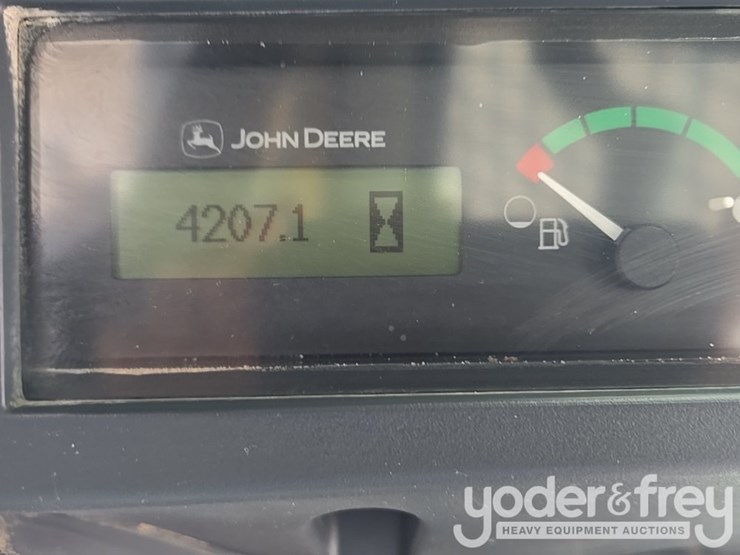 JOHN DEERE
4207.1
yoder&frey
HEAVY EQUIPMENT AUCTIONS